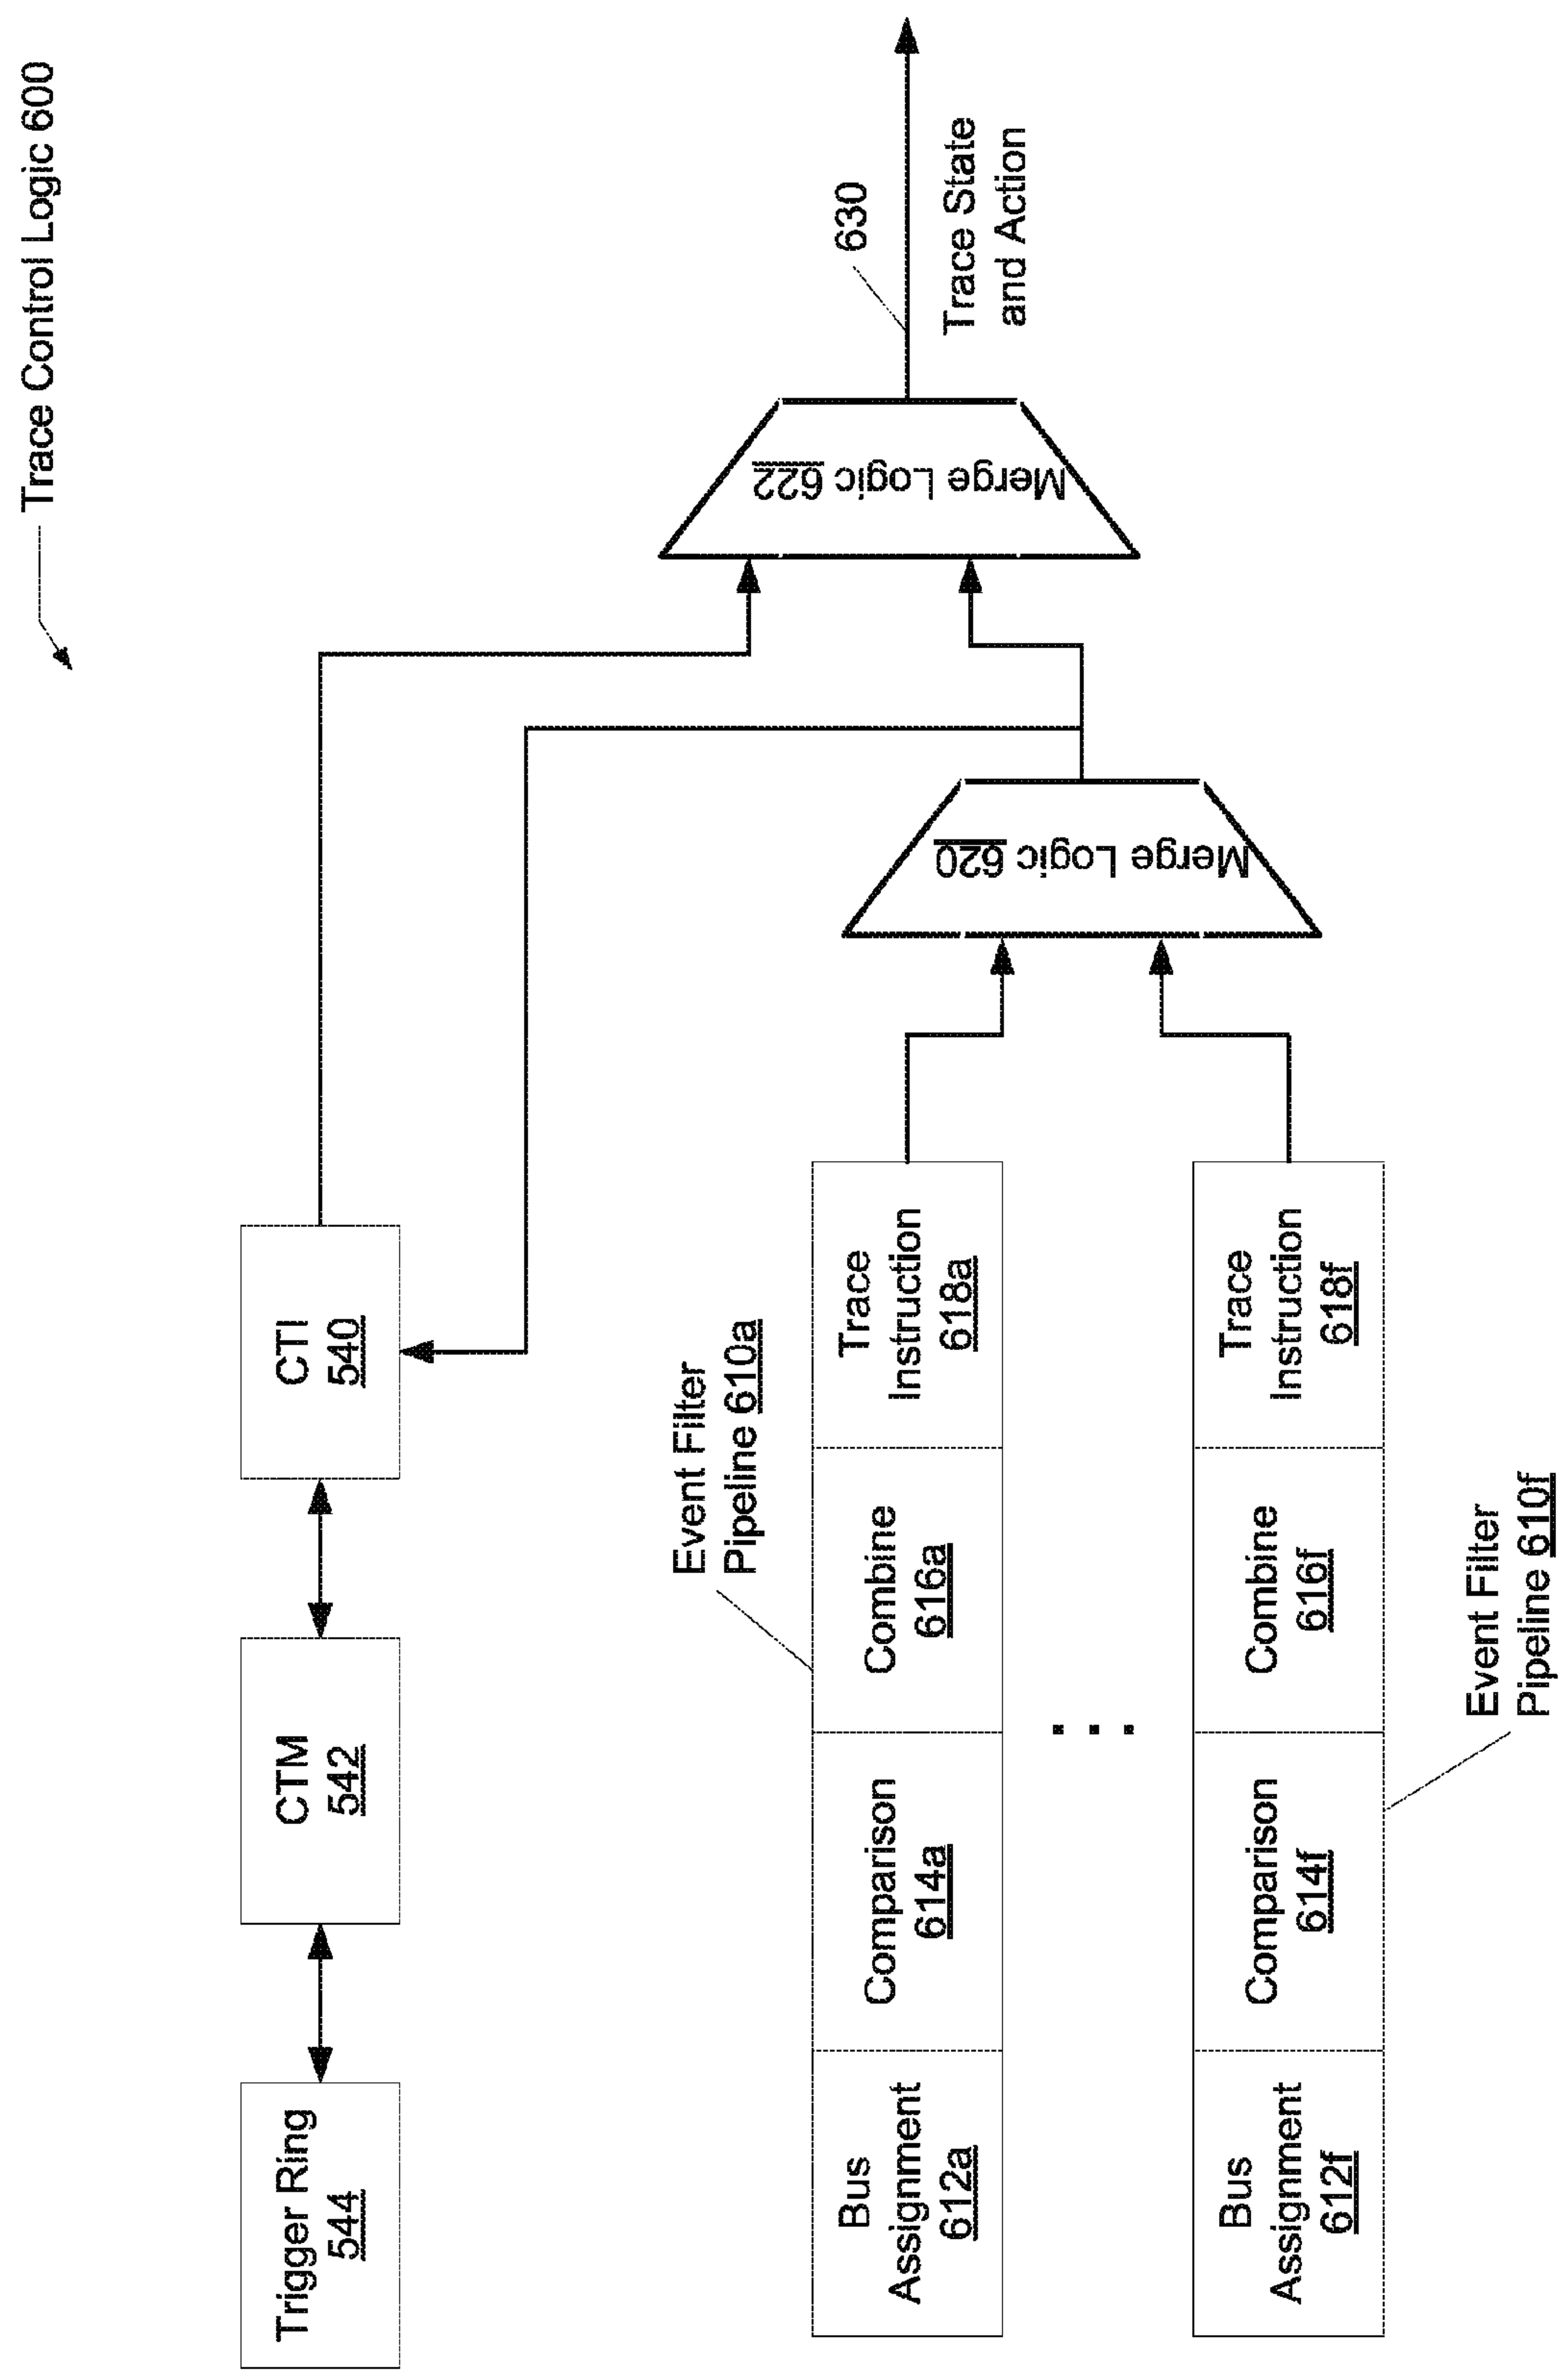 Trace Control Logic 600
Trigger Ring
544
CTM
542
CTI
540
Event Filter
Pipeline 610a
Bus
Assignment
612a
Comparison
614a
Combine
616a
Trace
Instruction
618a
Merge Logic 620
Merge Logic 622
630
Trace State
and Action
. . .
Bus
Assignment
612f
Comparison
614f
Combine
616f
Trace
Instruction
618f
Event Filter
Pipeline 610f